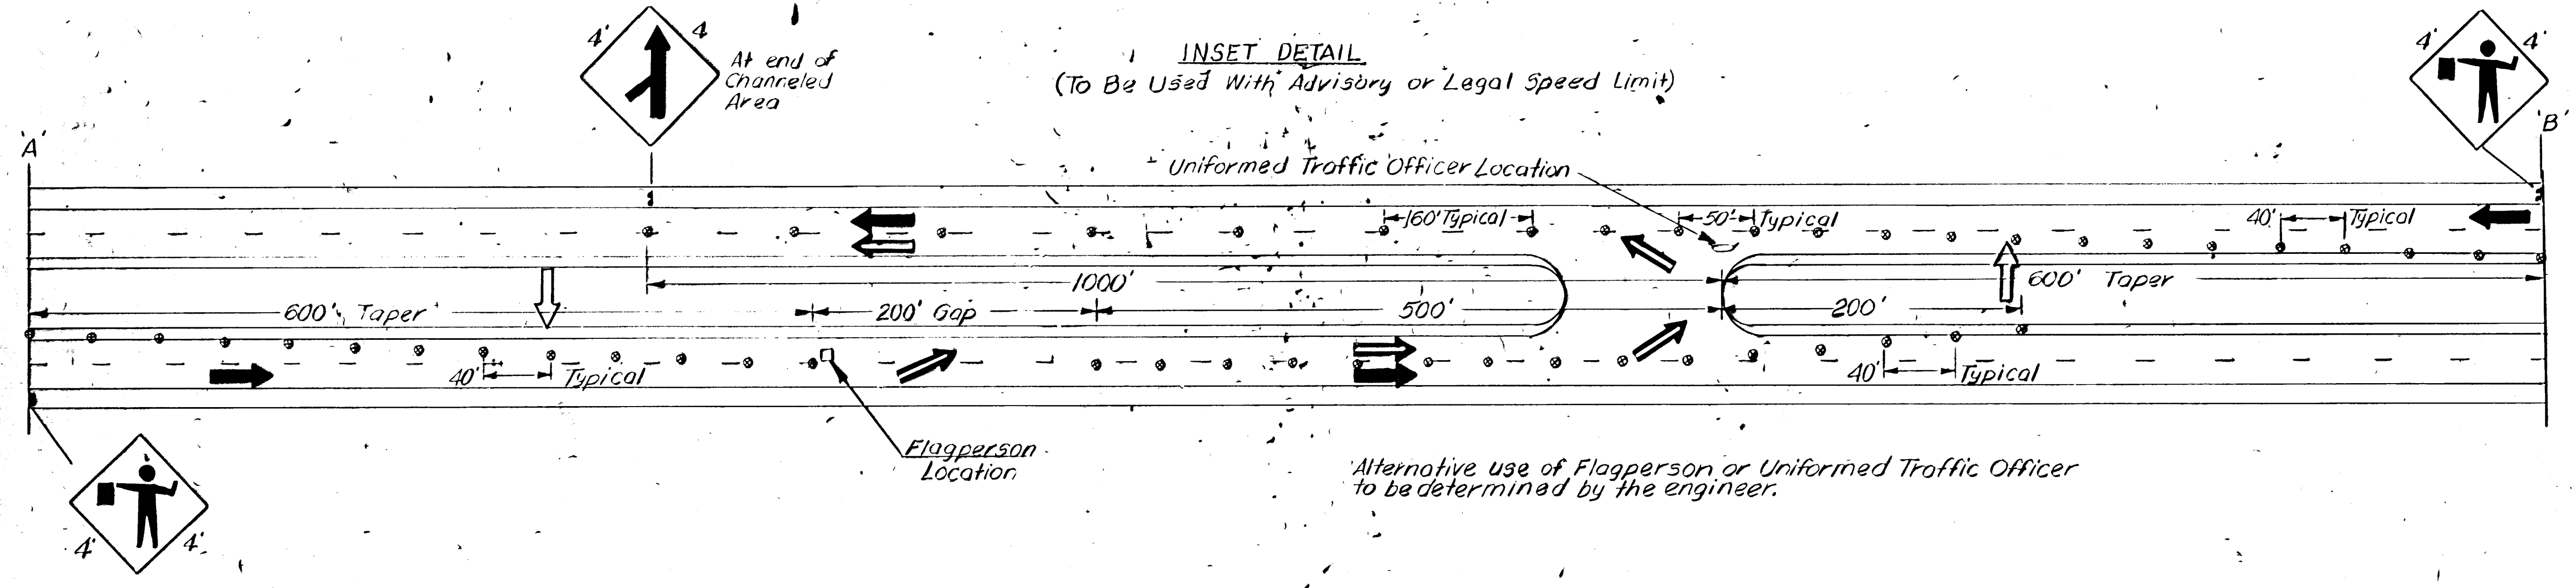 4' 4
At end of
Channeled
Area
INSET DETAIL
(To Be Used With Advisory or Legal Speed Limit)
4' 4'
'A'
'B'
Uniformed Traffic Officer Location
160' Typical
50' Typical
40' Typical
1000'
600' Taper
600' Taper
200' Gap
500'
200'
40' Typical
40' Typical
Flagperson
Location
Alternative use of Flagperson or Uniformed Traffic Officer
to be determined by the engineer.
4' 4'